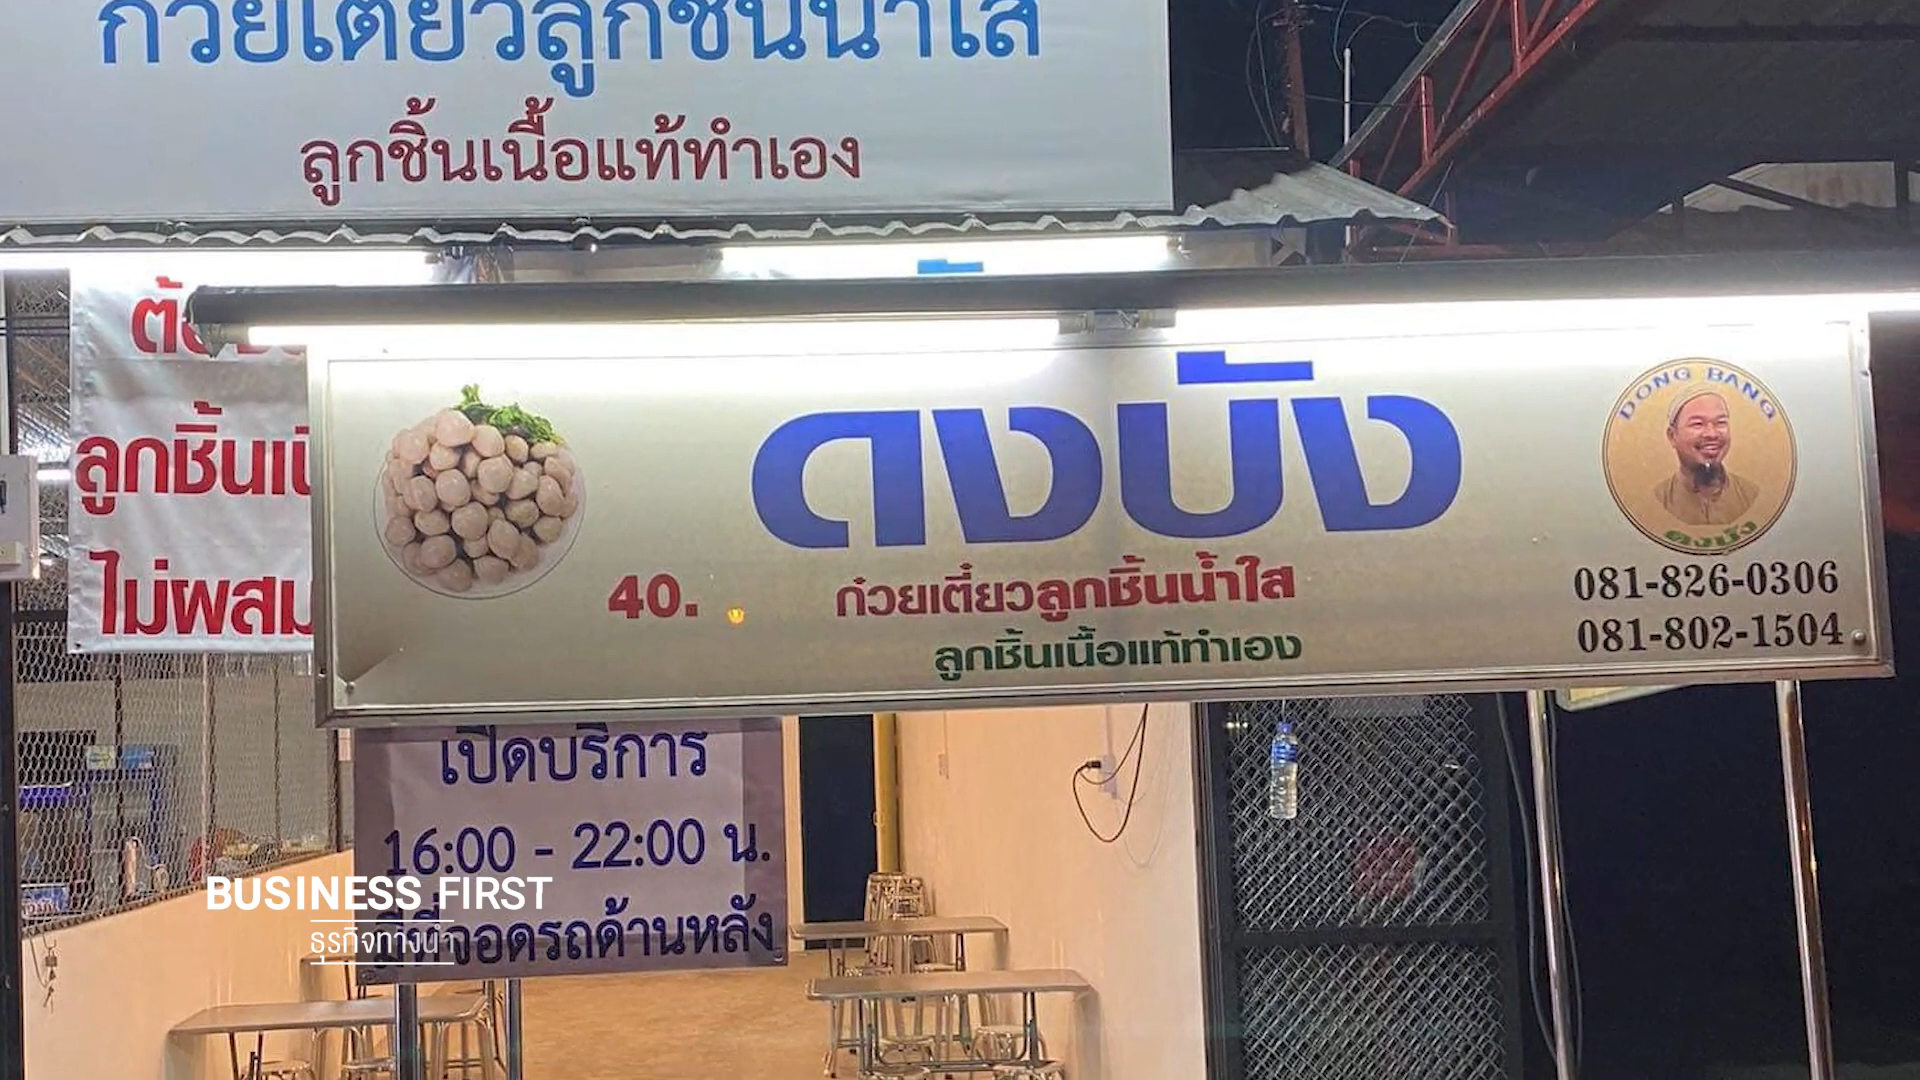 ก๋วยเตี๋ยวลูกชิ้นน้ำใส
ลูกชิ้นเนื้อแท้ทำเอง
ลูกชิ้นเนื้
ไม่ผสม
ดงบัง
40.
ก๋วยเตี๋ยวลูกชิ้นน้ำใส
ลูกชิ้นเนื้อแท้ทำเอง
DONG BANG
ดงบัง
081-826-0306
081-802-1504
เปิดบริการ
16:00 - 22:00 น.
มีที่จอดรถด้านหลัง
BUSINESS FIRST
ธุรกิจทางนำ